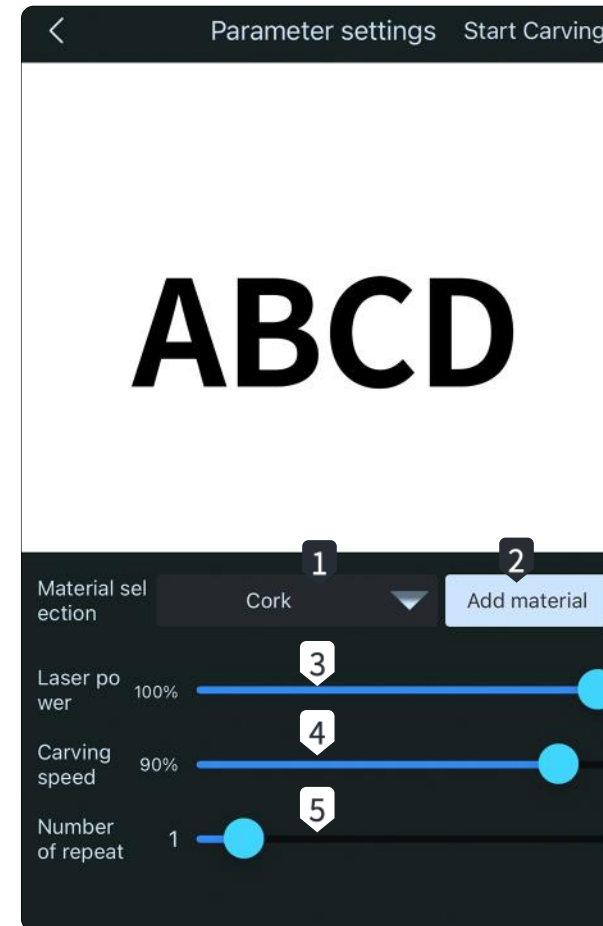 Parameter settings Start Carving
ABCD
1 2
Material sel
ection
Cork
Add material
3
Laser po
wer
100%
4
Carving
speed
90%
5
Number
of repeat
1